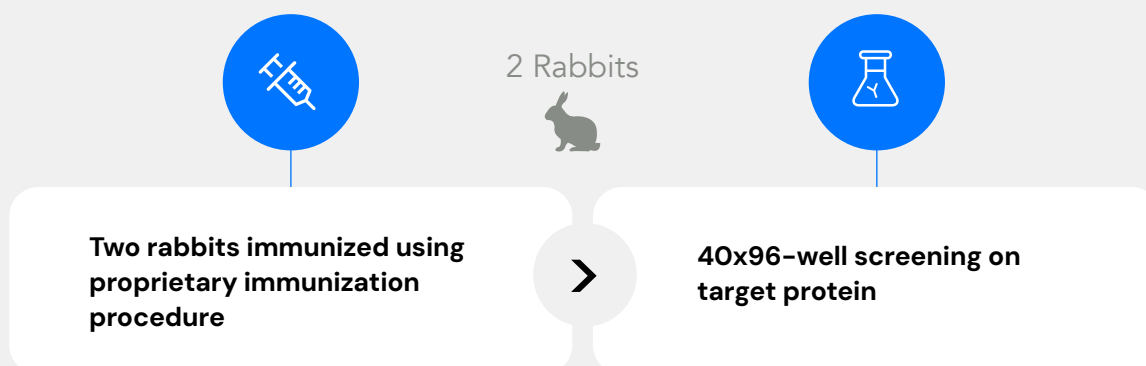 2 Rabbits
Two rabbits immunized using
proprietary immunization
procedure
40x96-well screening on
target protein